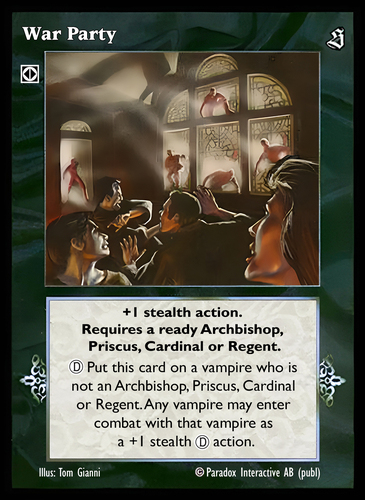 War Party
+1 stealth action.
Requires a ready Archbishop,
Priscus, Cardinal or Regent.
Ⓓ Put this card on a vampire who is
not an Archbishop, Priscus, Cardinal
or Regent. Any vampire may enter
combat with that vampire as
a +1 stealth Ⓓ action.
Illus: Tom Gianni © Paradox Interactive AB (publ)